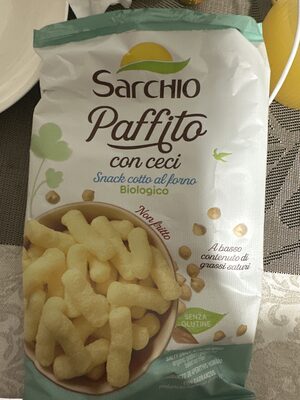 SARCHIO
Paffito
con ceci
Snack cotto al forno
Biologico
Non fritto
A basso
contenuto di
grassi saturi
SENZA
GLUTINE